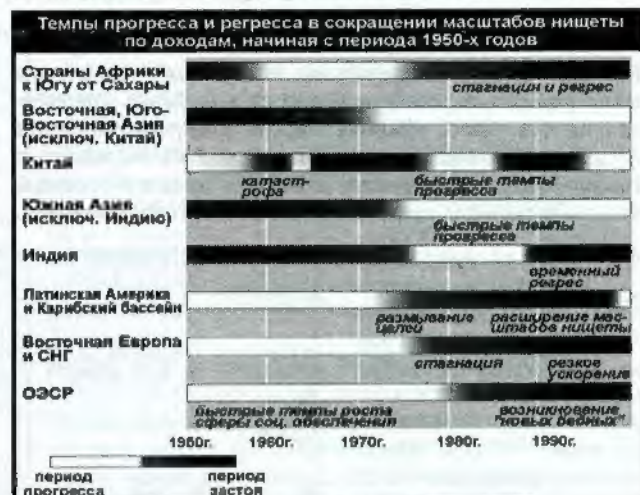 Темпы прогресса и регресса в сокращении масштабов нищеты
по доходам, начиная с периода 1950-х годов
Страны Африки
к Югу от Сахары
стагнация и регрес
Восточная, Юго-
Восточная Азия
(исключ. Китай)
Китай
катаст-
рофа
быстрые темпы
прогресса
Южная Азия
(исключ. Индию)
быстрые темпы
прогресса
Индия
временный
регрес
Латинская Америка
и Карибский бассейн
размывание
целей
расширение мас-
штабов нищеты
Восточная Европа
и СНГ
стагнация
резкое
ускорение
ОЭСР
быстрые темпы роста
сферы соц. обеспечения
возникновение
"новых бедных"
1950г. 1960г. 1970г. 1980г. 1990г.
период
прогресса
период
застоя